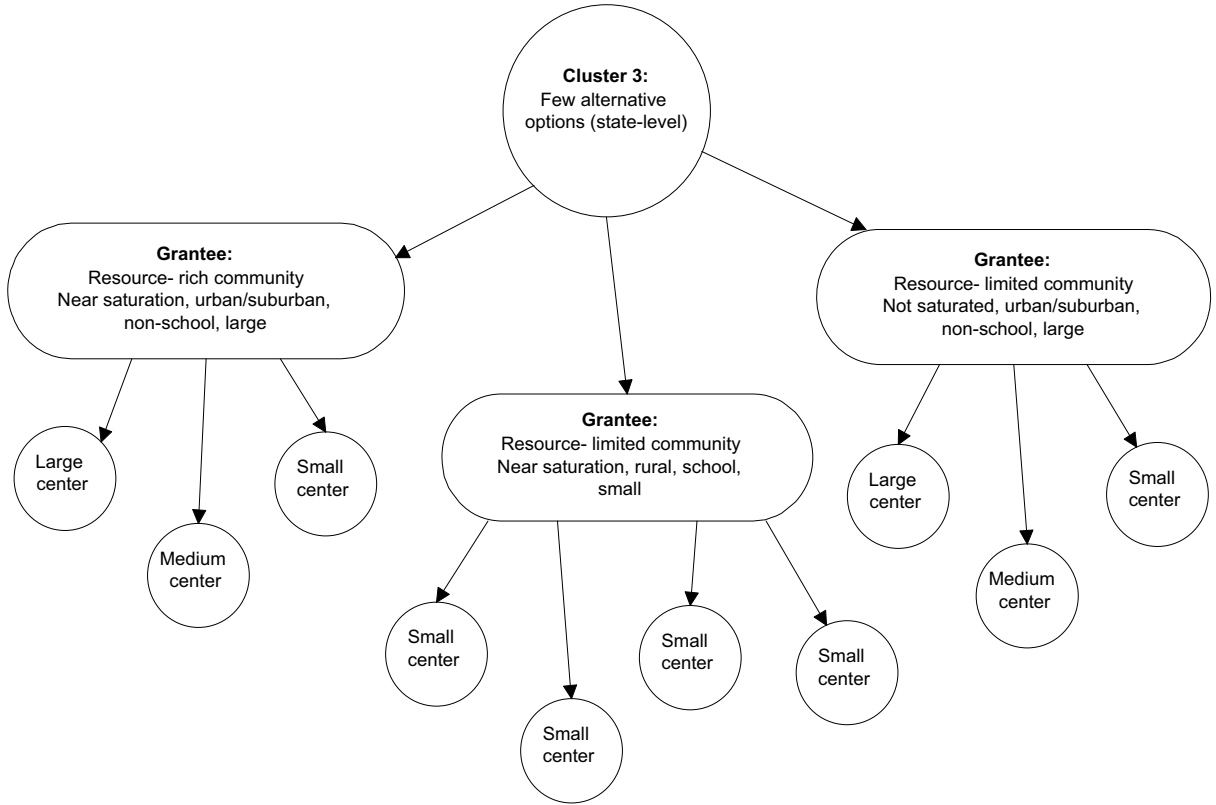 Cluster 3:
Few alternative
options (state-level)
Grantee:
Resource- rich community
Near saturation, urban/suburban,
non-school, large
Grantee:
Resource- limited community
Not saturated, urban/suburban,
non-school, large
Grantee:
Resource- limited community
Near saturation, rural, school,
small
Large
center
Medium
center
Small
center
Small
center
Small
center
Small
center
Small
center
Large
center
Medium
center
Small
center